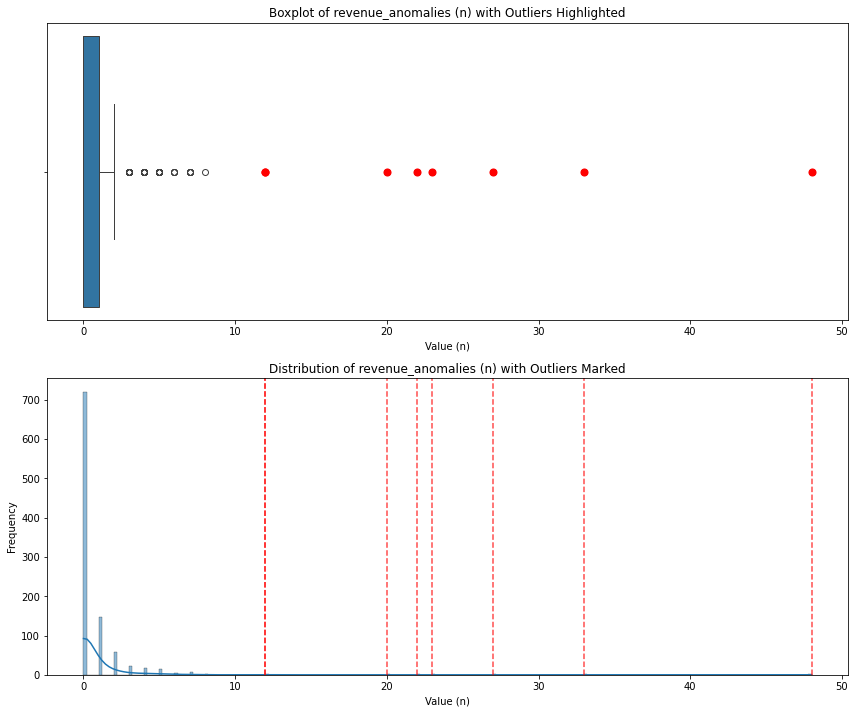 Boxplot of revenue_anomalies (n) with Outliers Highlighted
0 10 20 30 40 50
Value (n)
Distribution of revenue_anomalies (n) with Outliers Marked
700
600
500
400
300
200
100
0
Frequency
0 10 20 30 40 50
Value (n)